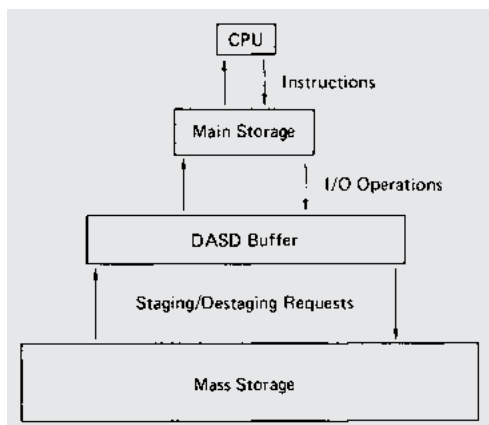 CPU
Instructions
Main Storage
I/O Operations
DASD Buffer
Staging/Destaging Requests
Mass Storage